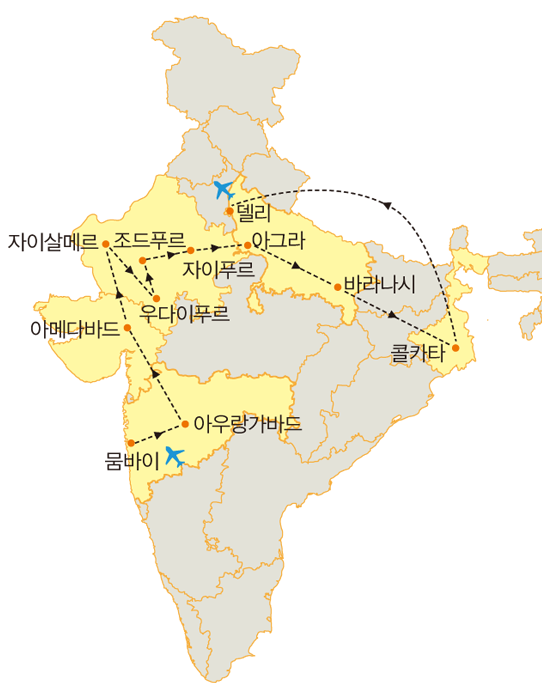 델리
자이살메르
조드푸르
아그라
자이푸르
바라나시
우다이푸르
아메다바드
콜카타
아우랑가바드
뭄바이